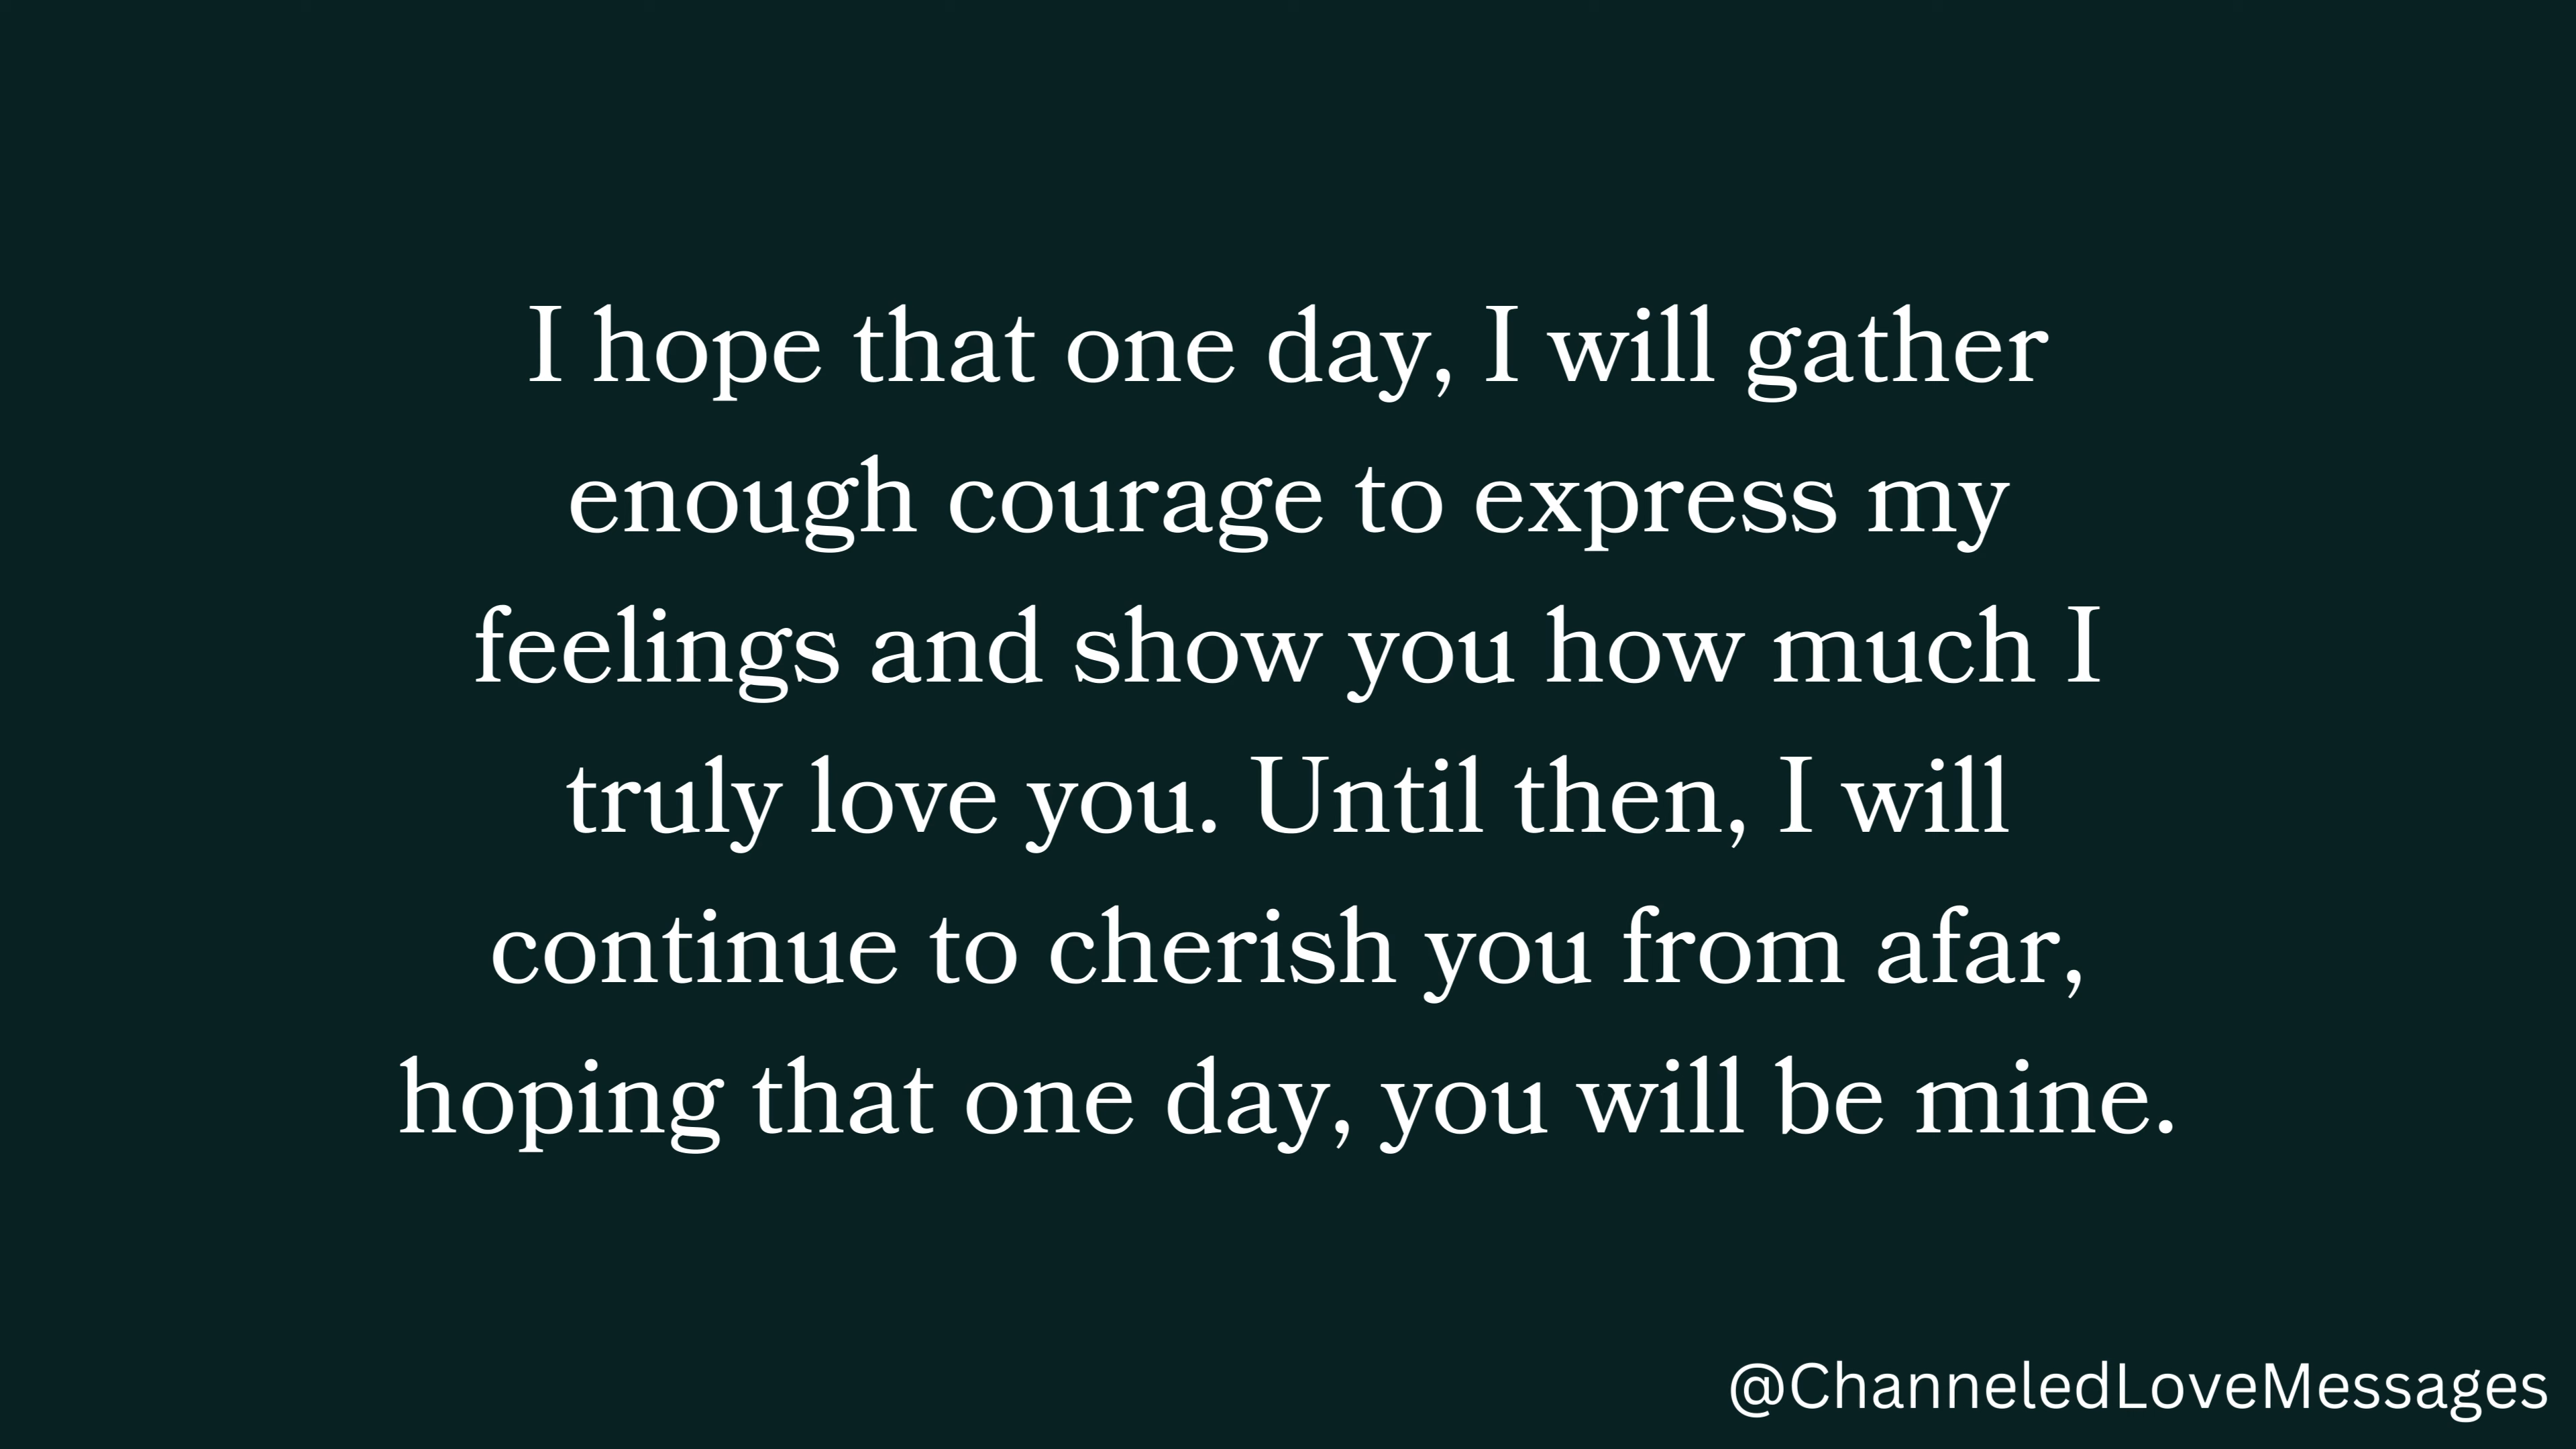 I hope that one day, I will gather
enough courage to express my
feelings and show you how much I
truly love you. Until then, I will
continue to cherish you from afar,
hoping that one day, you will be mine.
@ChanneledLoveMessages